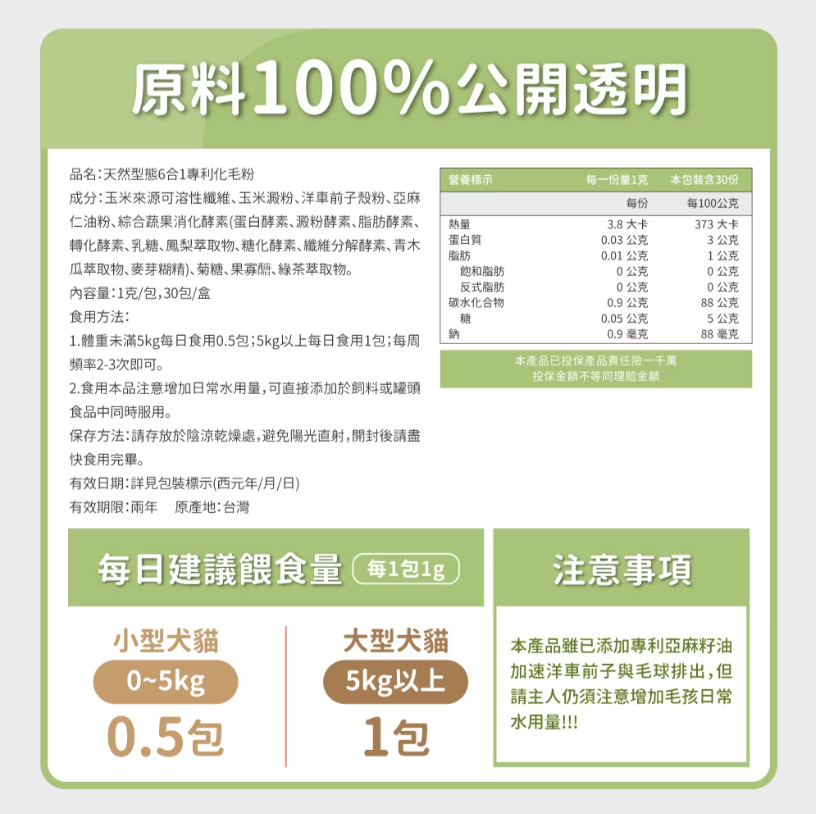 原料100%公開透明
品名:天然型態6合1專利化毛粉
成分:玉米來源可溶性纖維、玉米澱粉、洋車前子殼粉、亞麻
仁油粉、綜合蔬果消化酵素(蛋白酵素、澱粉酵素、脂肪酵素、
轉化酵素、乳糖、鳳梨萃取物、糖化酵素、纖維分解酵素、青木
瓜萃取物、麥芽糊精)、菊糖、果寡醣、綠茶萃取物。
內容量:1克/包,30包/盒
食用方法:
1.體重未滿5kg每日食用0.5包;5kg以上每日食用1包;每周
頻率2-3次即可。
2.食用本品注意增加日常水用量,可直接添加於飼料或罐頭
食品中同時服用。
保存方法:請存放於陰涼乾燥處,避免陽光直射,開封後請盡
快食用完畢。
有效日期:詳見包裝標示(西元年/月/日)
有效期限:兩年 原產地:台灣
營養標示 每一份量1克 本包裝含30份
每份 每100公克
熱量 3.8 大卡 373 大卡
蛋白質 0.03 公克 3 公克
脂肪 0.01 公克 1 公克
飽和脂肪 0 公克 0 公克
反式脂肪 0 公克 0 公克
碳水化合物 0.9 公克 88 公克
糖 0.05 公克 5 公克
鈉 0.9 毫克 88 毫克
本產品已投保產品責任險一千萬
投保金額不等同理賠金額
每日建議餵食量 每1包1g
小型犬貓
0~5kg
0.5包
大型犬貓
5kg以上
1包
注意事項
本產品雖已添加專利亞麻籽油
加速洋車前子與毛球排出,但
請主人仍須注意增加毛孩日常
水用量!!!